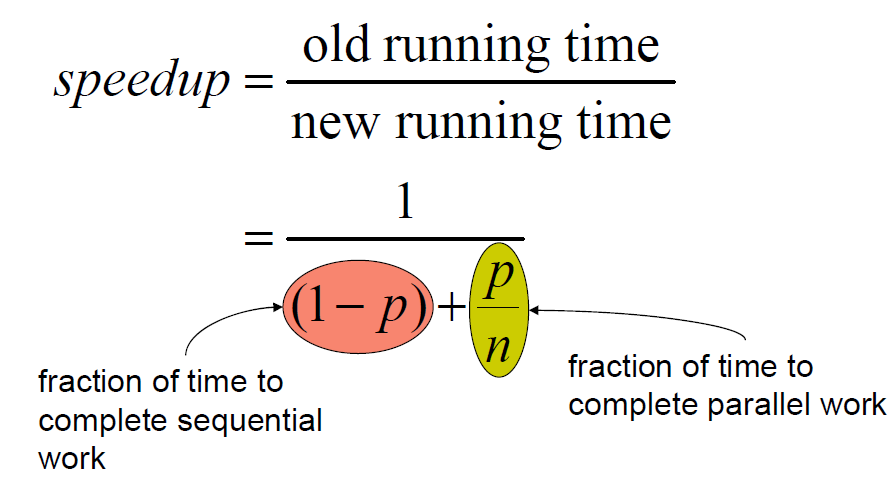 speedup = old running time / new running time
= 1 / (1 − p) + p / n
fraction of time to
complete sequential
work
fraction of time to
complete parallel work